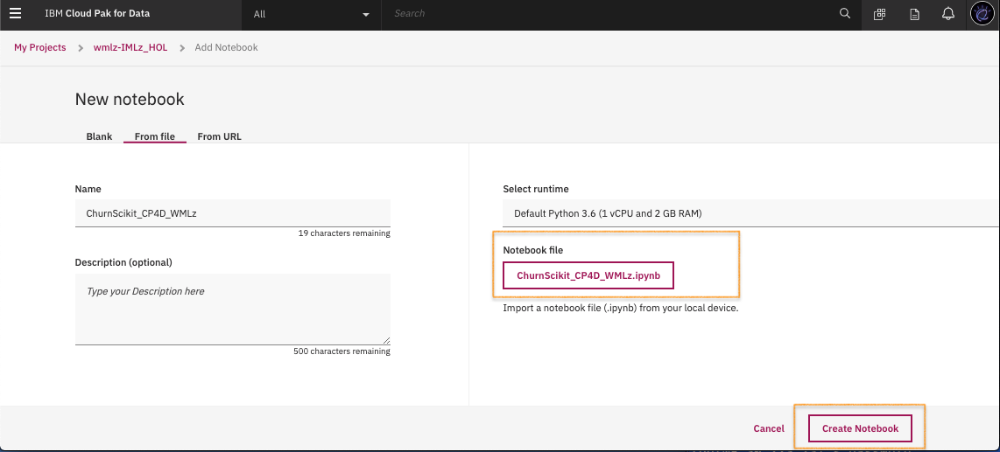 IBM Cloud Pak for Data
All
Search
My Projects > wmlz-IMLz_HOL > Add Notebook
New notebook
Blank From file From URL
Name
ChurnScikit_CP4D_WMLz
19 characters remaining
Description (optional)
Type your Description here
500 characters remaining
Select runtime
Default Python 3.6 (1 vCPU and 2 GB RAM)
Notebook file
ChurnScikit_CP4D_WMLz.ipynb
Import a notebook file (.ipynb) from your local device.
Cancel
Create Notebook